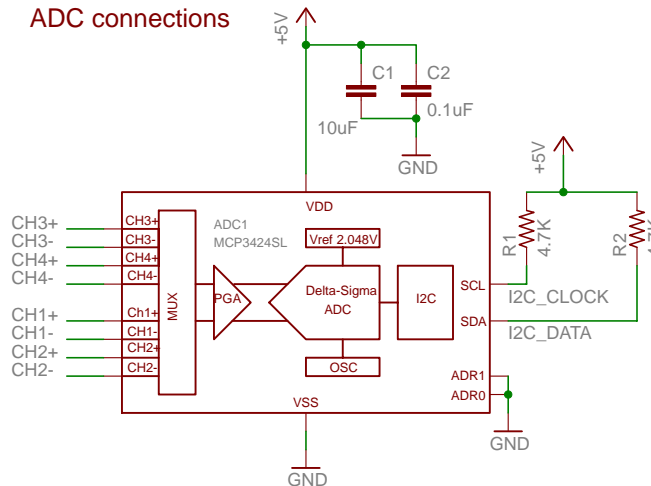 ADC connections
+5V
C1
C2
10uF
0.1uF
GND
+5V
VDD
CH3+
CH3-
CH4+
CH4-
CH1+
CH1-
CH2+
CH2-
CH3+
CH3-
CH4+
CH4-
Ch1+
CH1-
CH2+
CH2-
MUX
ADC1
MCP3424SL
Vref 2.048V
PGA
Delta-Sigma
ADC
I2C
OSC
SCL
SDA
ADR1
ADR0
VSS
R1
4.7K
R2
4.7K
I2C_CLOCK
I2C_DATA
GND
GND